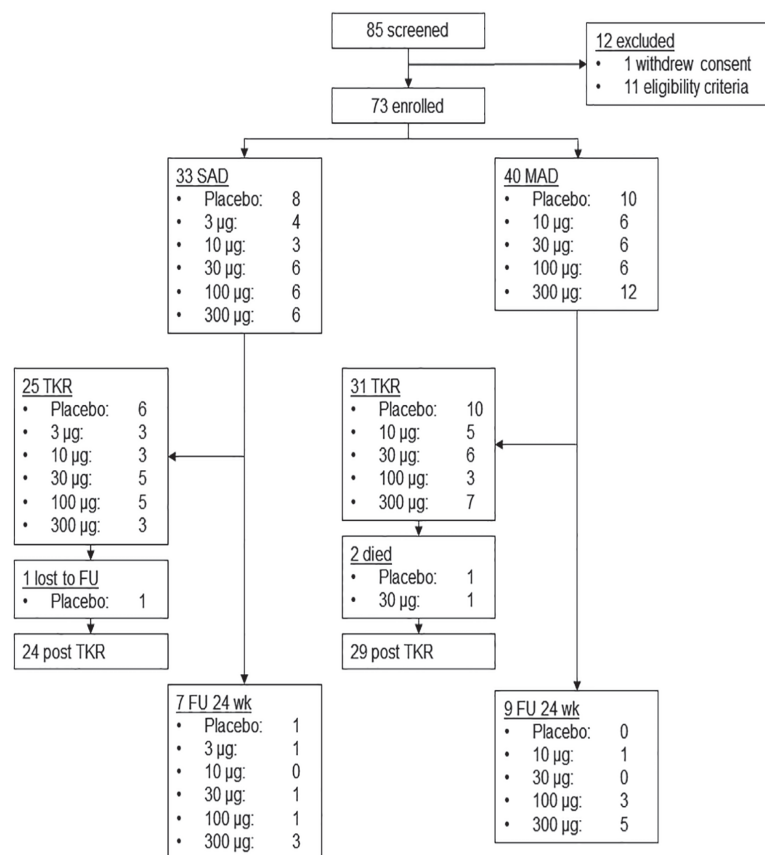 85 screened
12 excluded
• 1 withdrew consent
• 11 eligibility criteria
73 enrolled
33 SAD
• Placebo: 8
• 3 µg: 4
• 10 µg: 3
• 30 µg: 6
• 100 µg: 6
• 300 µg: 6
40 MAD
• Placebo: 10
• 10 µg: 6
• 30 µg: 6
• 100 µg: 6
• 300 µg: 12
25 TKR
• Placebo: 6
• 3 µg: 3
• 10 µg: 3
• 30 µg: 5
• 100 µg: 5
• 300 µg: 3
31 TKR
• Placebo: 10
• 10 µg: 5
• 30 µg: 6
• 100 µg: 3
• 300 µg: 7
1 lost to FU
• Placebo: 1
2 died
• Placebo: 1
• 30 µg: 1
24 post TKR
29 post TKR
7 FU 24 wk
• Placebo: 1
• 3 µg: 1
• 10 µg: 0
• 30 µg: 1
• 100 µg: 1
• 300 µg: 3
9 FU 24 wk
• Placebo: 0
• 10 µg: 1
• 30 µg: 0
• 100 µg: 3
• 300 µg: 5